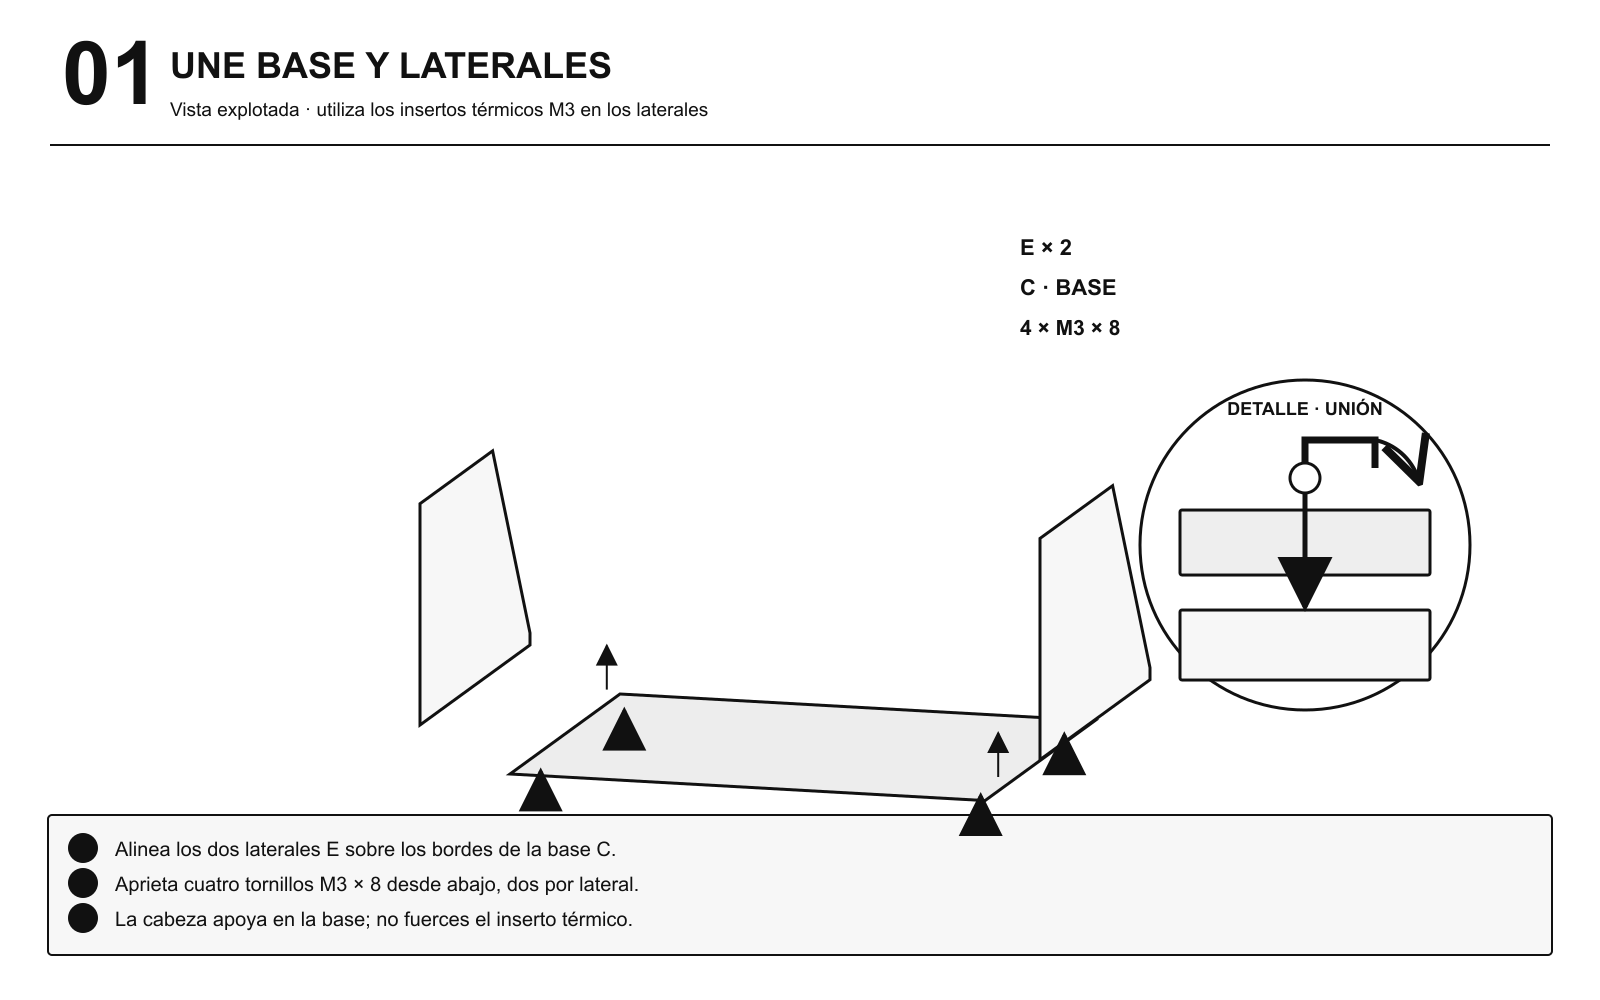 01
UNE BASE Y LATERALES
Vista explotada · utiliza los insertos térmicos M3 en los laterales
E × 2
C · BASE
4 × M3 × 8
DETALLE · UNIÓN
Alinea los dos laterales E sobre los bordes de la base C.
Aprieta cuatro tornillos M3 × 8 desde abajo, dos por lateral.
La cabeza apoya en la base; no fuerces el inserto térmico.